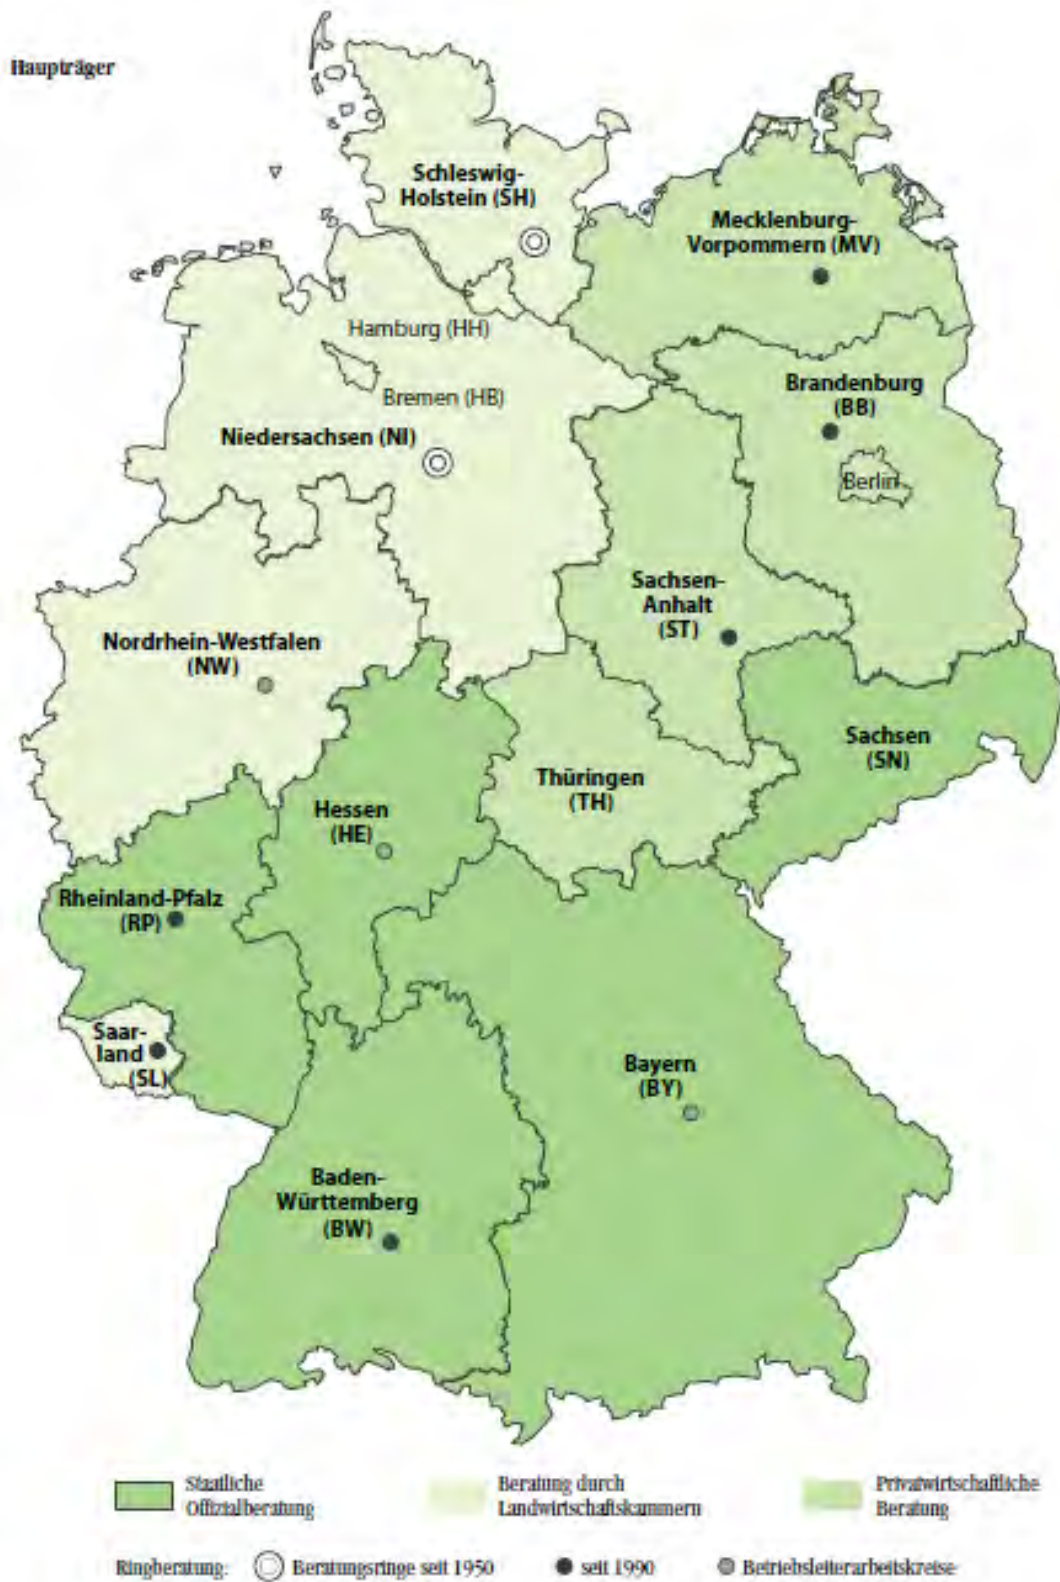 Haupträger
Schleswig-
Holstein (SH)
Mecklenburg-
Vorpommern (MV)
Hamburg (HH)
Bremen (HB)
Brandenburg
(BB)
Niedersachsen (NI)
Berlin
Sachsen-
Anhalt
(ST)
Nordrhein-Westfalen
(NW)
Sachsen
(SN)
Thüringen
(TH)
Hessen
(HE)
Rheinland-Pfalz
(RP)
Saar-
land
(SL)
Bayern
(BY)
Baden-
Württemberg
(BW)
Staatliche
Offizialberatung
Beratung durch
Landwirtschaftskammern
Privatwirtschaftliche
Beratung
Ringberatung: Beratungsringe seit 1950 seit 1990 Betriebsleiterarbeitskreise